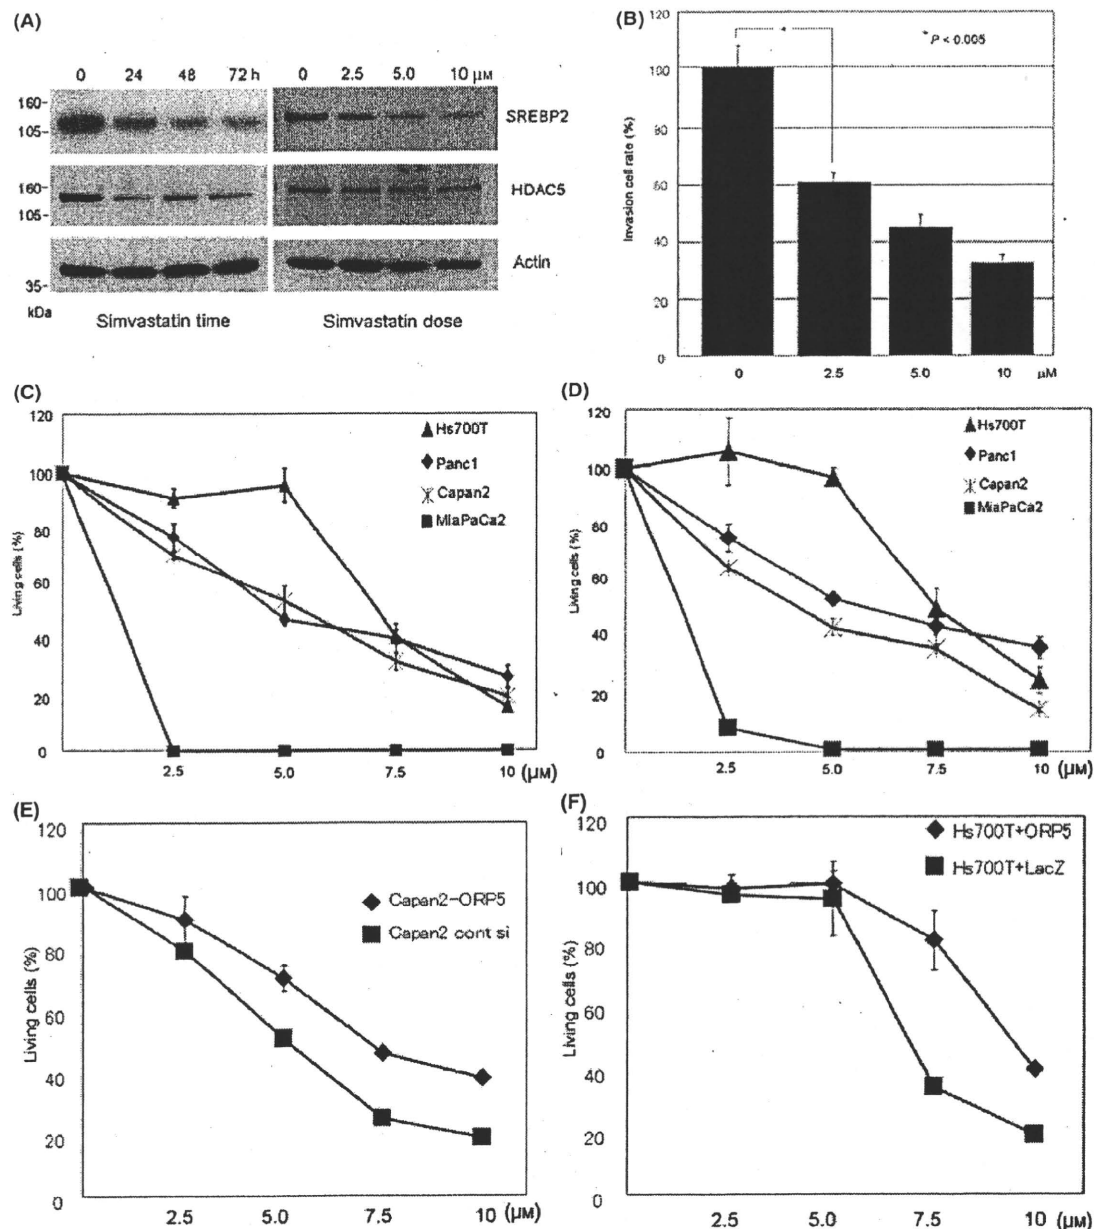 (A)
0 24 48 72 h
0 2.5 5.0 10 μM
160-
105-
SREBP2
160-
105-
HDAC5
35-
Actin
kDa
Simvastatin time
Simvastatin dose
(B)
* P < 0.005
*
Invasion cell rate (%)
120
100
80
60
40
20
0
0 2.5 5.0 10 μM
(C)
Living cells (%)
120
100
80
60
40
20
0
Hs700T
Panc1
Capan2
MiaPaCa2
2.5 5.0 7.5 10 (μM)
(D)
Living cells (%)
120
100
80
60
40
20
0
Hs700T
Panc1
Capan2
MiaPaCa2
2.5 5.0 7.5 10 (μM)
(E)
Living cells (%)
120
100
80
60
40
20
0
Capan2-ORP5
Capan2 cont si
2.5 5.0 7.5 10 (μM)
(F)
Living cells (%)
120
100
80
60
40
20
0
Hs700T+ORP5
Hs700T+LacZ
2.5 5.0 7.5 10 (μM)